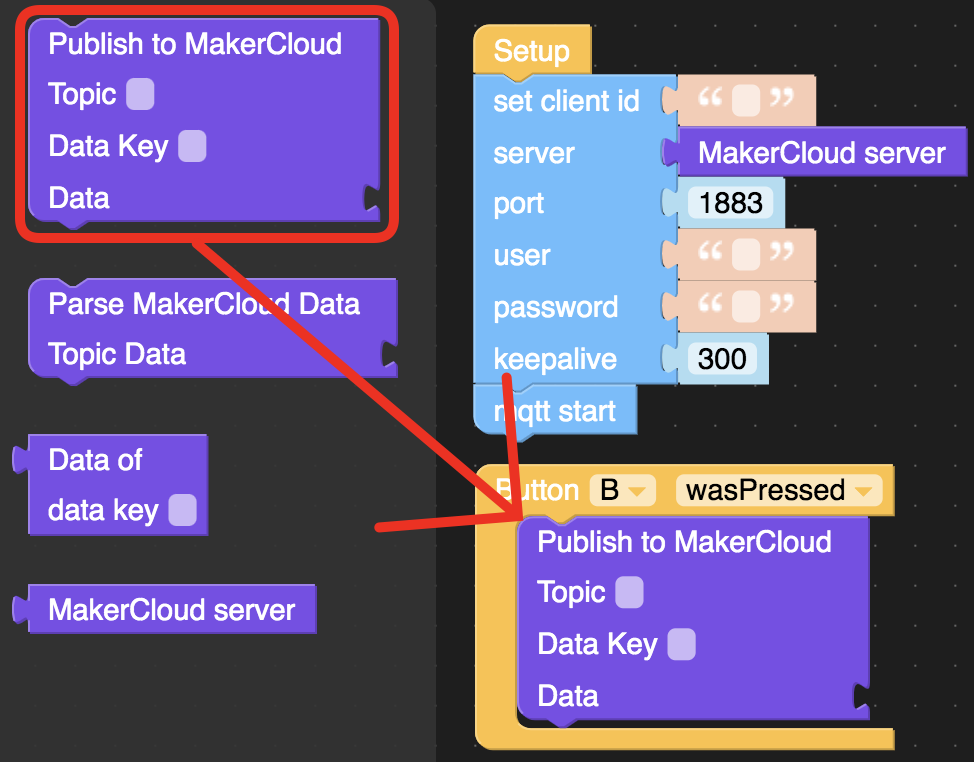 Publish to MakerCloud
Topic
Data Key
Data
Parse MakerCloud Data
Topic Data
Data of
data key
MakerCloud server
Setup
set client id “ ”
server MakerCloud server
port 1883
user “ ”
password “ ”
keepalive 300
mqtt start
Button B wasPressed
Publish to MakerCloud
Topic
Data Key
Data